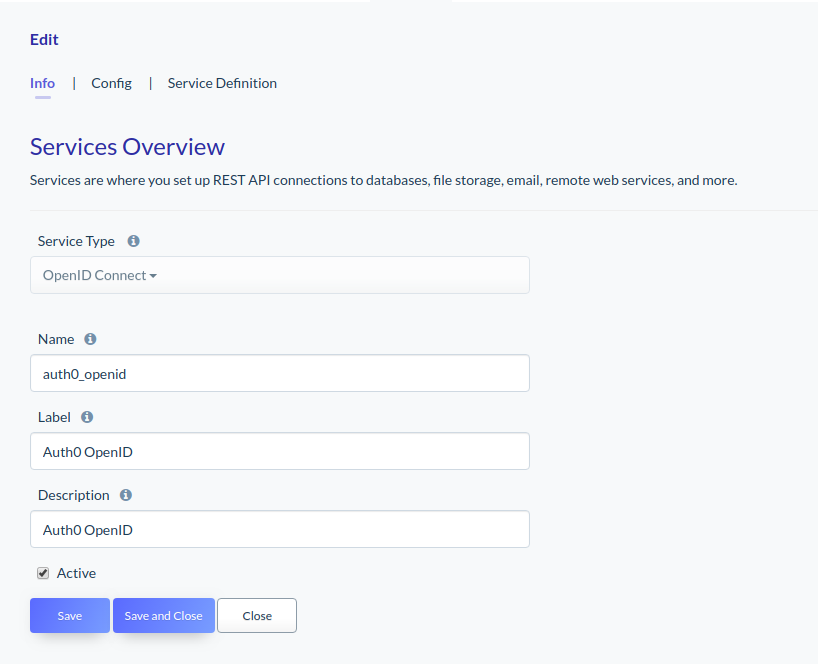 Edit
Info | Config | Service Definition
Services Overview
Services are where you set up REST API connections to databases, file storage, email, remote web services, and more.
Service Type
OpenID Connect
Name
auth0_openid
Label
Auth0 OpenID
Description
Auth0 OpenID
Active
Save Save and Close Close